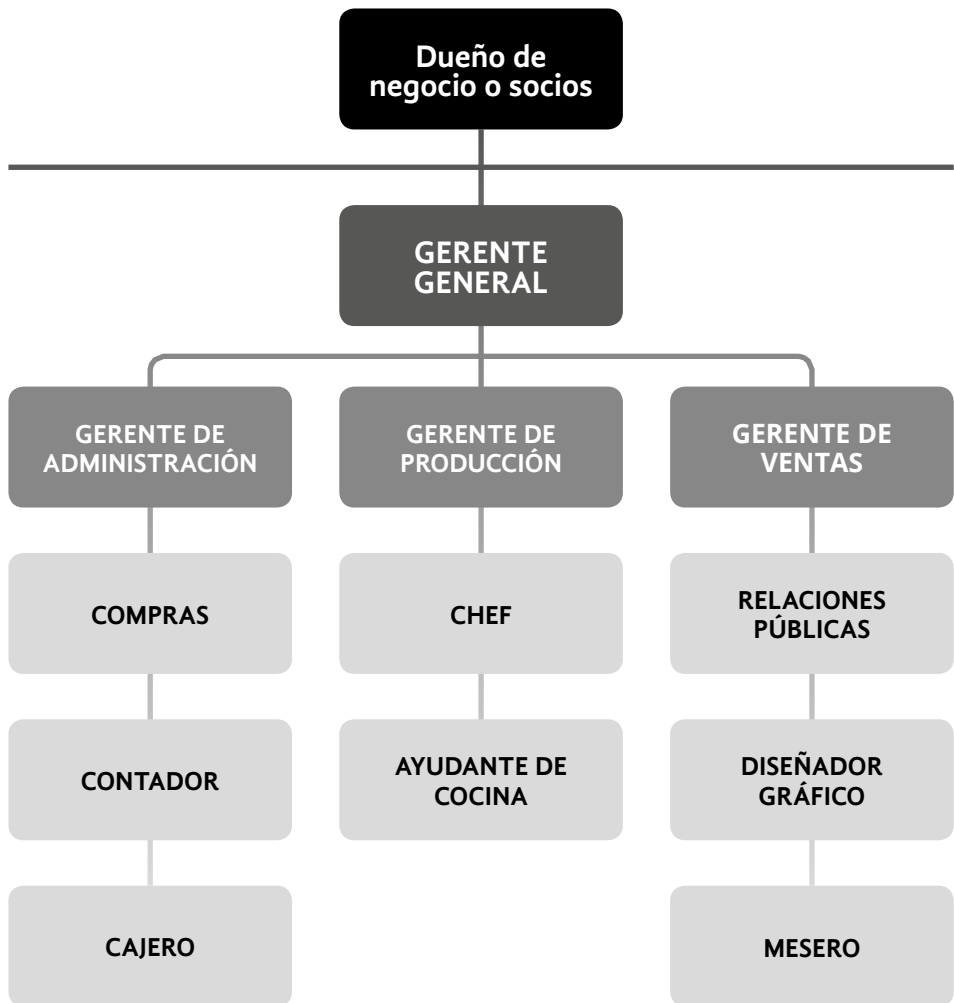 Dueño de
negocio o socios
GERENTE
GENERAL
GERENTE DE
ADMINISTRACIÓN
GERENTE DE
PRODUCCIÓN
GERENTE DE
VENTAS
COMPRAS
CHEF
RELACIONES
PÚBLICAS
CONTADOR
AYUDANTE DE
COCINA
DISEÑADOR
GRÁFICO
CAJERO
MESERO